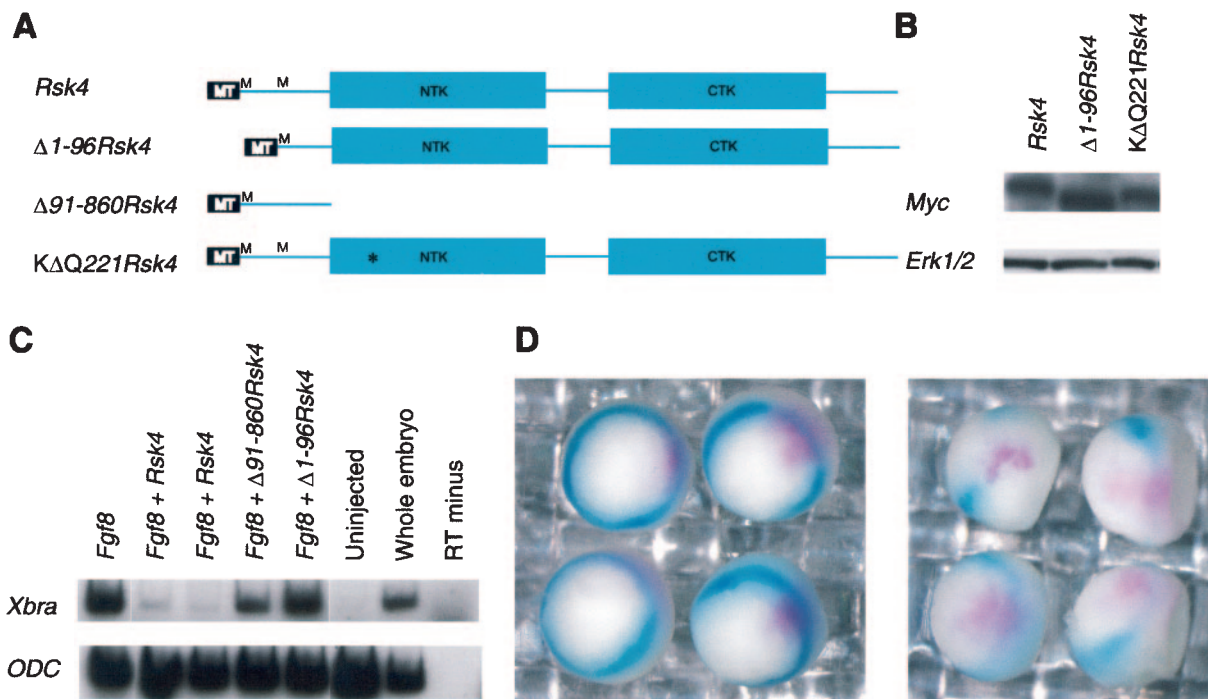 A
Rsk4
MT M M NTK CTK
Δ1-96Rsk4
MT M NTK CTK
Δ91-860Rsk4
MT M
KΔQ221Rsk4
MT M M * NTK CTK
B
Rsk4
Δ1-96Rsk4
KΔQ221Rsk4
Myc
Erk1/2
C
Fgf8
Fgf8 + Rsk4
Fgf8 + Rsk4
Fgf8 + Δ91-860Rsk4
Fgf8 + Δ1-96Rsk4
Uninjected
Whole embryo
RT minus
Xbra
ODC
D